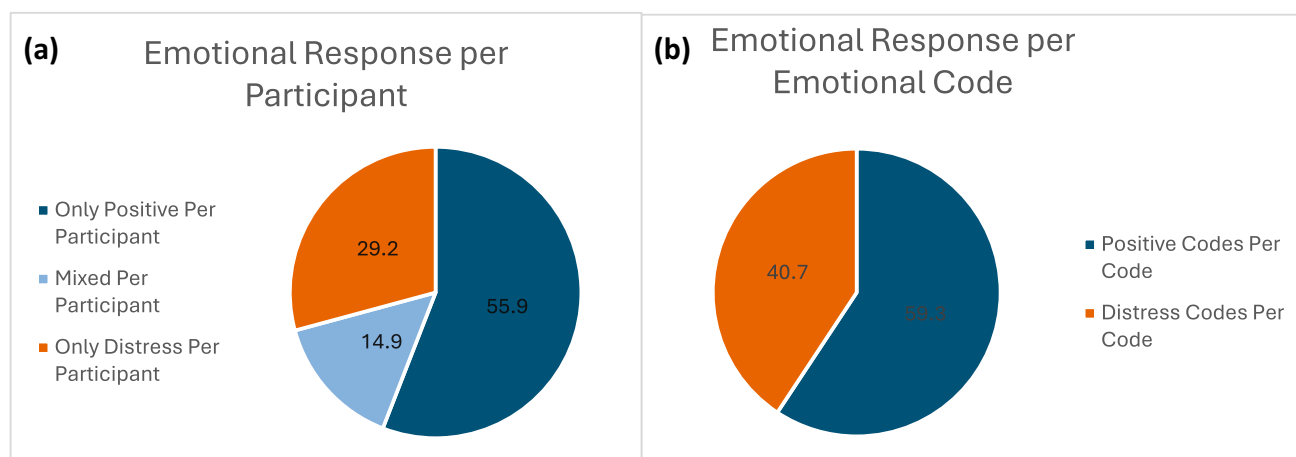 (a)
Emotional Response per
Participant
Only Positive Per
Participant
Mixed Per
Participant
Only Distress Per
Participant
29.2
55.9
14.9
(b)
Emotional Response per
Emotional Code
40.7
59.3
Positive Codes Per
Code
Distress Codes Per
Code